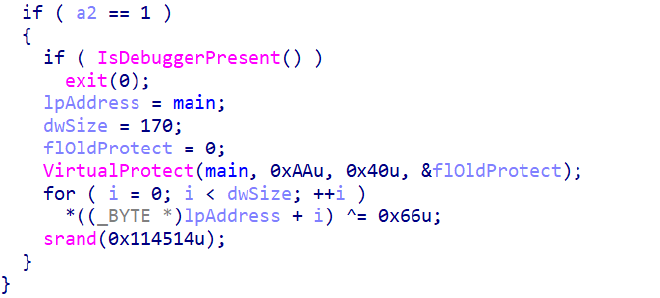 if ( a2 == 1 )
{
if ( IsDebuggerPresent() )
exit(0);
lpAddress = main;
dwSize = 170;
flOldProtect = 0;
VirtualProtect(main, 0xAAu, 0x40u, &flOldProtect);
for ( i = 0; i < dwSize; ++i )
*((_BYTE *)lpAddress + i) ^= 0x66u;
srand(0x114514u);
}
}